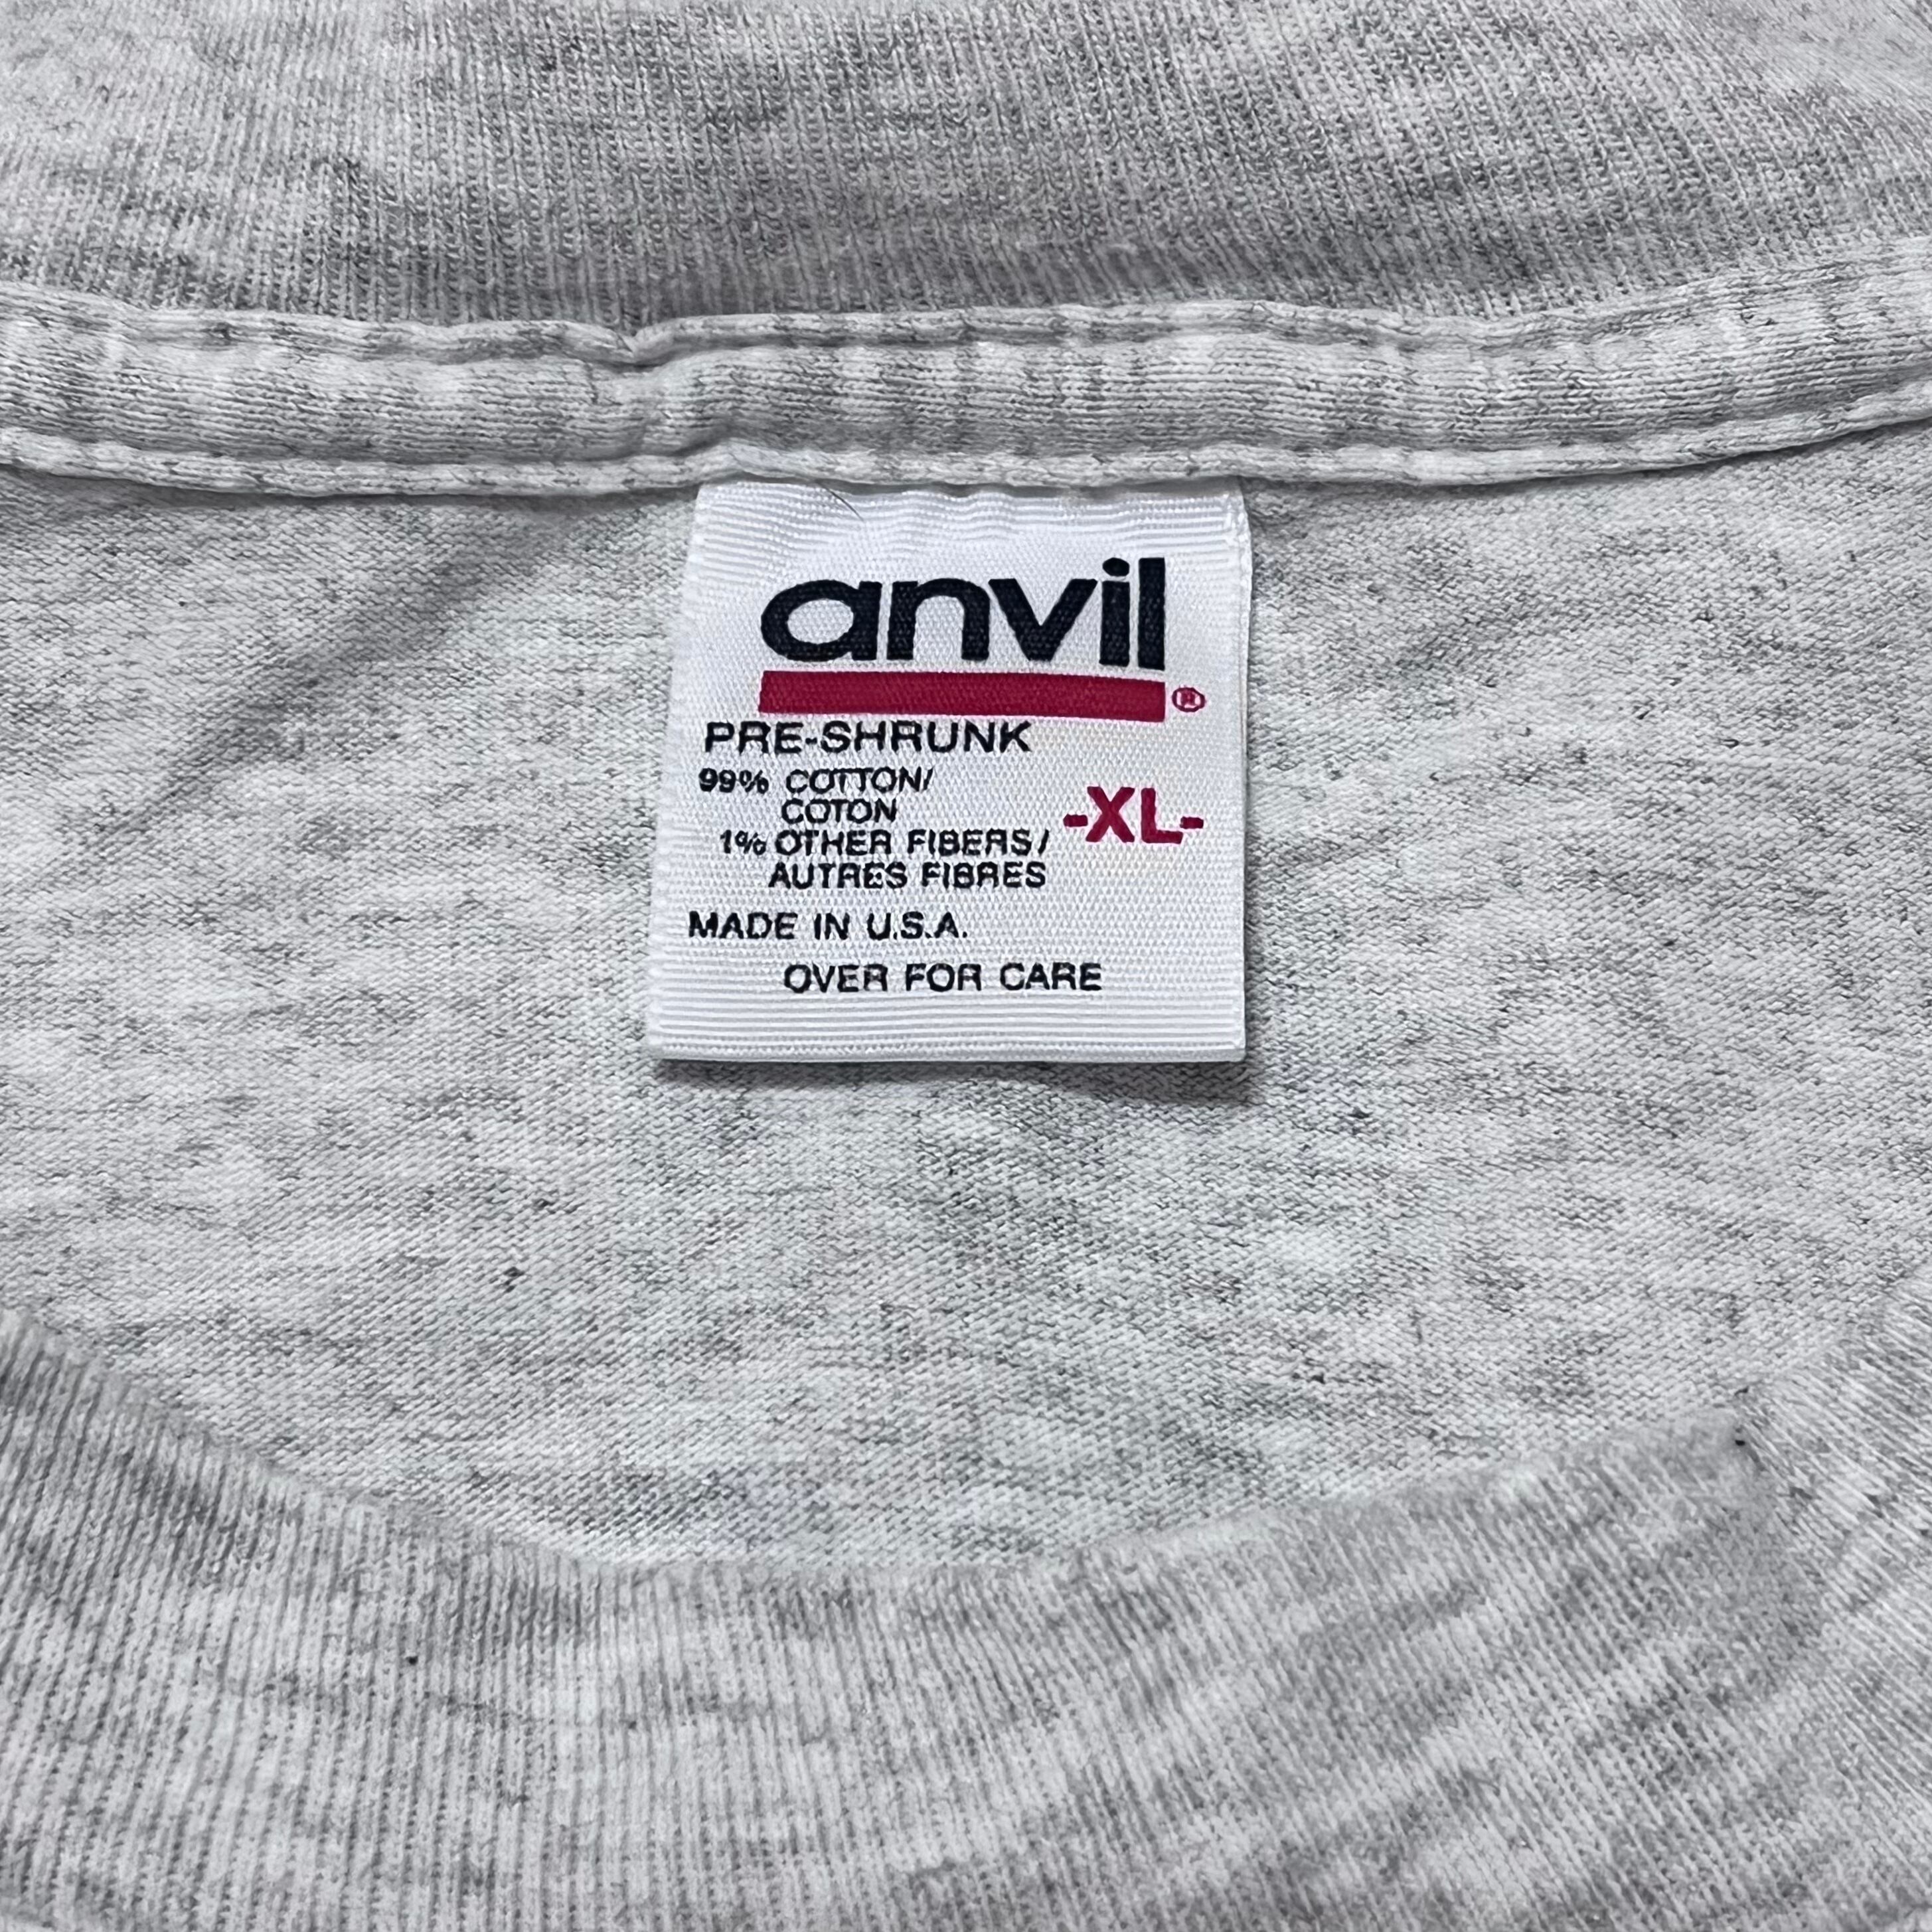 anvil®
PRE-SHRUNK
99% COTTON/
COTON
-XL-
1% OTHER FIBERS/
AUTRES FIBRES
MADE IN U.S.A.
OVER FOR CARE